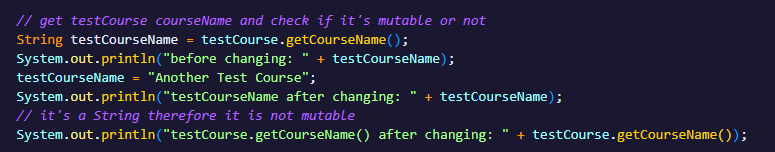 // get testCourse courseName and check if it's mutable or not
String testCourseName = testCourse.getCourseName();
System.out.println("before changing: " + testCourseName);
testCourseName = "Another Test Course";
System.out.println("testCourseName after changing: " + testCourseName);
// it's a String therefore it is not mutable
System.out.println("testCourse.getCourseName() after changing: " + testCourse.getCourseName());